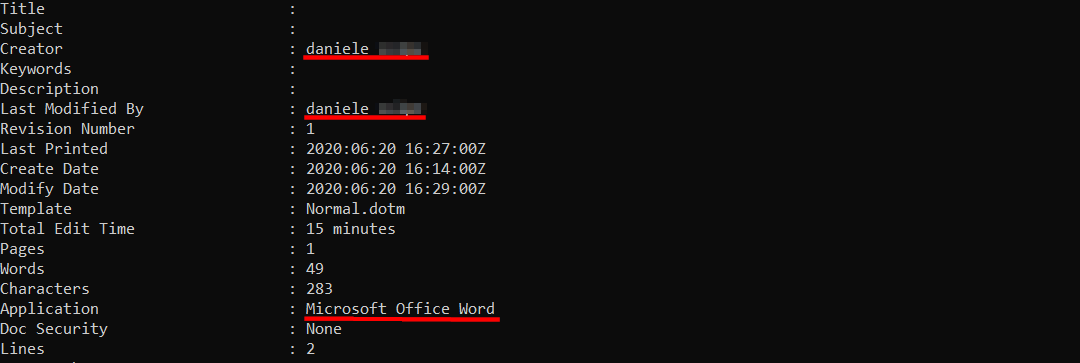 Title :
Subject :
Creator : daniele
Keywords :
Description :
Last Modified By : daniele
Revision Number : 1
Last Printed : 2020:06:20 16:27:00Z
Create Date : 2020:06:20 16:14:00Z
Modify Date : 2020:06:20 16:29:00Z
Template : Normal.dotm
Total Edit Time : 15 minutes
Pages : 1
Words : 49
Characters : 283
Application : Microsoft Office Word
Doc Security : None
Lines : 2